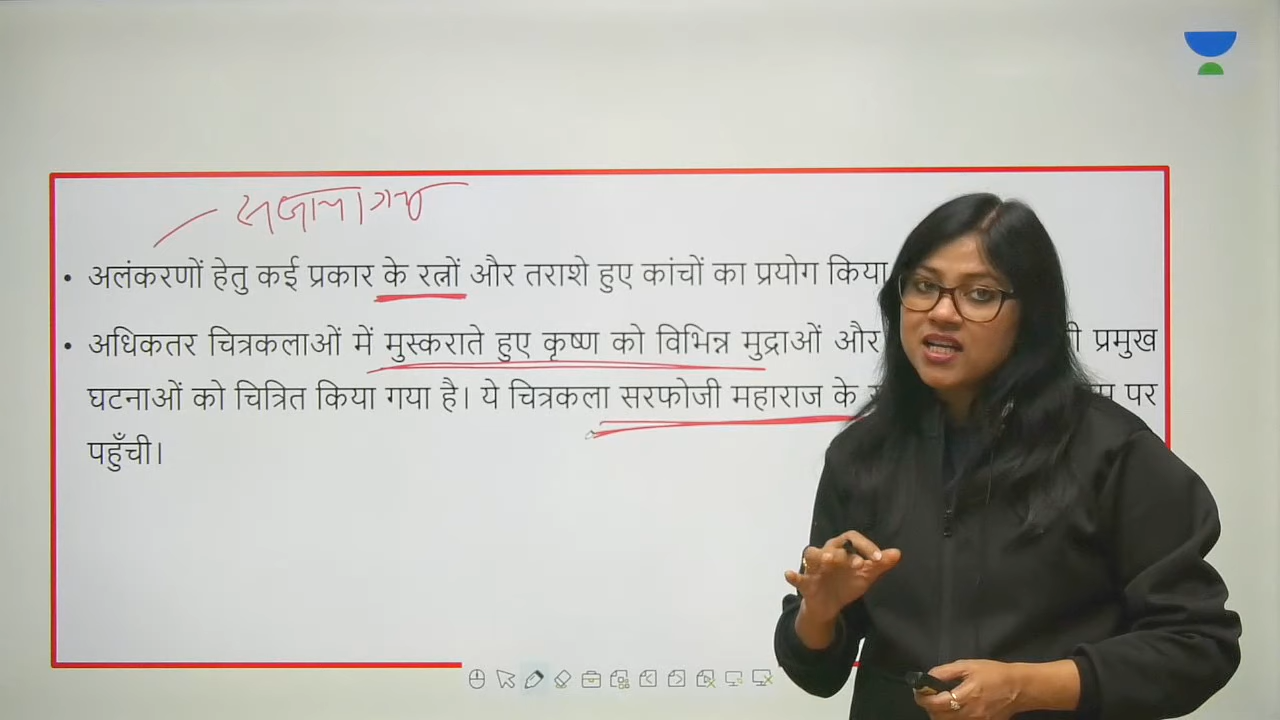 सजाया गया
• अलंकरणों हेतु कई प्रकार के रत्नों और तराशे हुए कांचों का प्रयोग किया
• अधिकतर चित्रकलाओं में मुस्कराते हुए कृष्ण को विभिन्न मुद्राओं और प्रमुख
घटनाओं को चित्रित किया गया है। ये चित्रकला सरफोजी महाराज के पर
पहुँची।